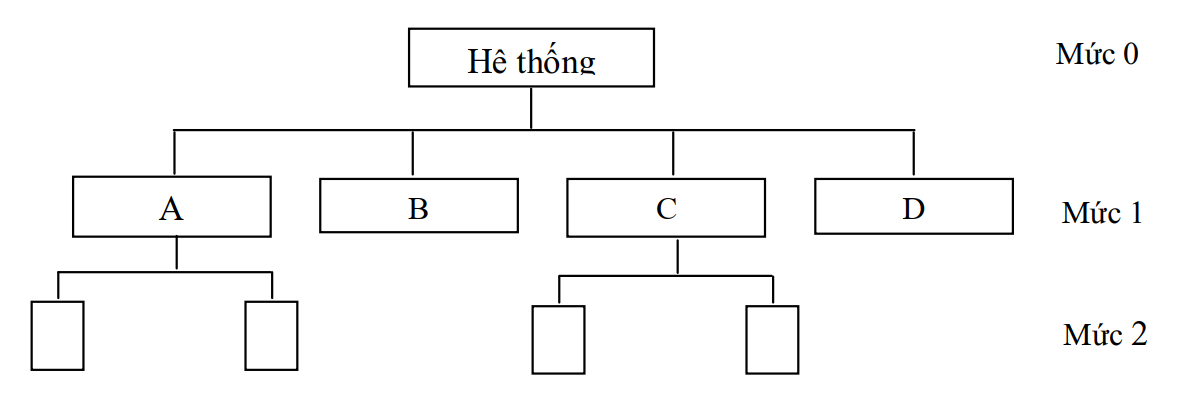 Hê thống
Mức 0
A
B
C
D
Mức 1
Mức 2